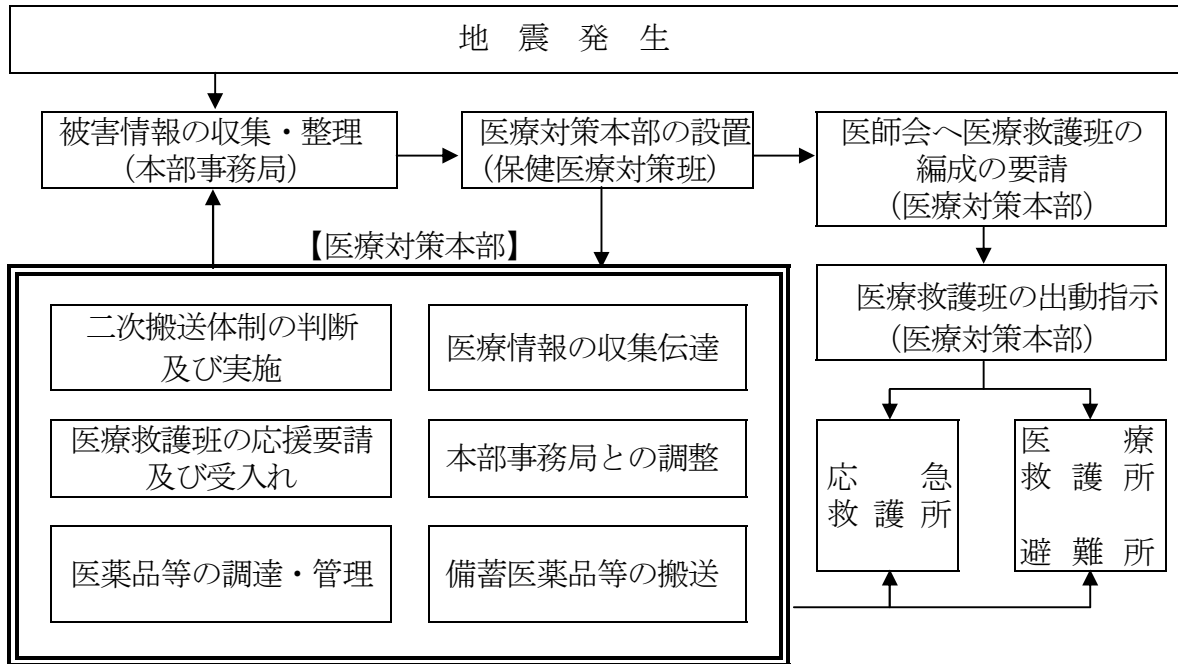 地 震 発 生
被害情報の収集・整理
(本部事務局)
医療対策本部の設置
(保健医療対策班)
医師会へ医療救護班の
編成の要請
(医療対策本部)
【医療対策本部】
二次搬送体制の判断
及び実施
医療情報の収集伝達
医療救護班の応援要請
及び受入れ
本部事務局との調整
医薬品等の調達・管理
備蓄医薬品等の搬送
医療救護班の出動指示
(医療対策本部)
応 急
救 護 所
医 療
救 護 所
避 難 所